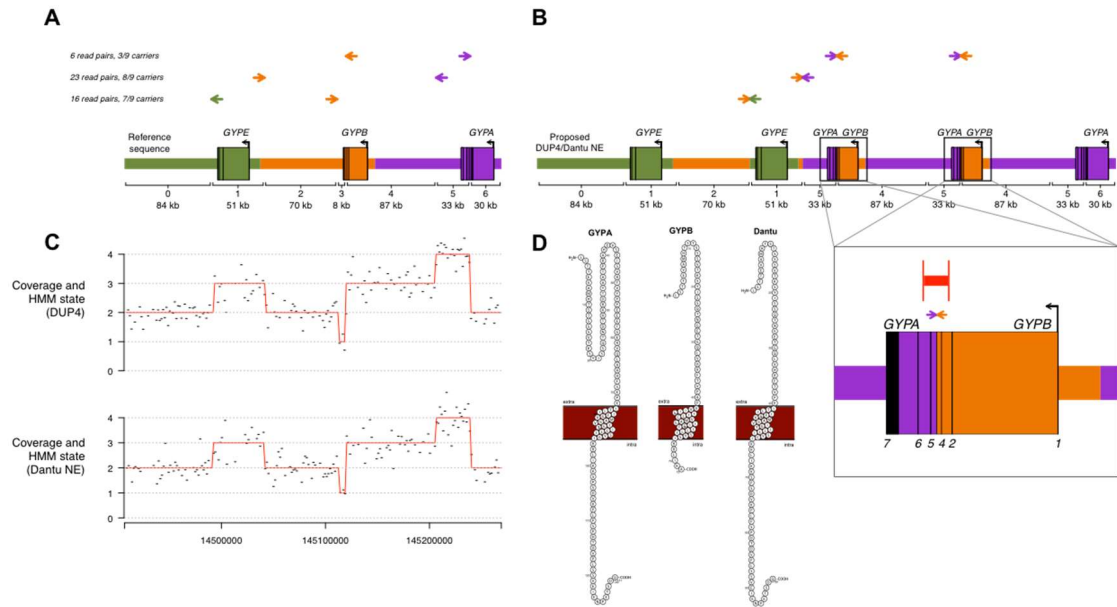 A
6 read pairs, 3/9 carriers
23 read pairs, 8/9 carriers
16 read pairs, 7/9 carriers
Reference
sequence
GYPE
GYPB
GYPA
0 1 2 3 4 5 6
84 kb 51 kb 70 kb 8 kb 87 kb 33 kb 30 kb
B
Proposed
DUP4/Dantu NE
GYPE
GYPE
GYPA GYPB
GYPA GYPB
GYPA
0 1 2 1 5 4 5 4 5 6
84 kb 51 kb 70 kb 51 kb 33 kb 87 kb 33 kb 87 kb 33 kb 30 kb
C
Coverage and
HMM state
(DUP4)
4
3
2
1
0
Coverage and
HMM state
(Dantu NE)
4
3
2
1
0
14500000 145100000 145200000
D
GYPA GYPB Dantu
H₂N
H₂N
H₂N
extra extra extra
intra intra intra
COOH
COOH
COOH
GYPA GYPB
7 6 5 4 2 1